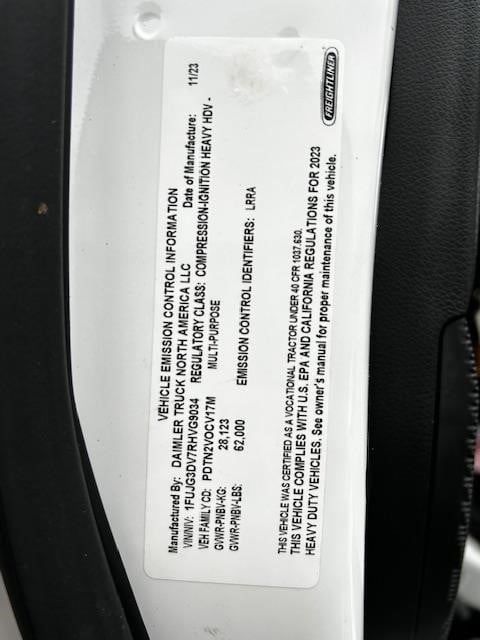 VEHICLE EMISSION CONTROL INFORMATION
Manufactured By: DAIMLER TRUCK NORTH AMERICA LLC Date of Manufacture: 11/23
VIN/NIV: 1FUJG3DV7RHVG9034 REGULATORY CLASS: COMPRESSION-IGNITION HEAVY HDV -
VEH FAMILY CD: PDTN2VOCV17M MULTI-PURPOSE
GVWR-PNBV-KG: 28,123
GVWR-PNBV-LBS: 62,000 EMISSION CONTROL IDENTIFIERS: LRRA
THIS VEHICLE WAS CERTIFIED AS A VOCATIONAL TRACTOR UNDER 40 CFR 1037.630.
THIS VEHICLE COMPLIES WITH U.S. EPA AND CALIFORNIA REGULATIONS FOR 2023
HEAVY DUTY VEHICLES. See owner's manual for proper maintenance of this vehicle.
FREIGHTLINER